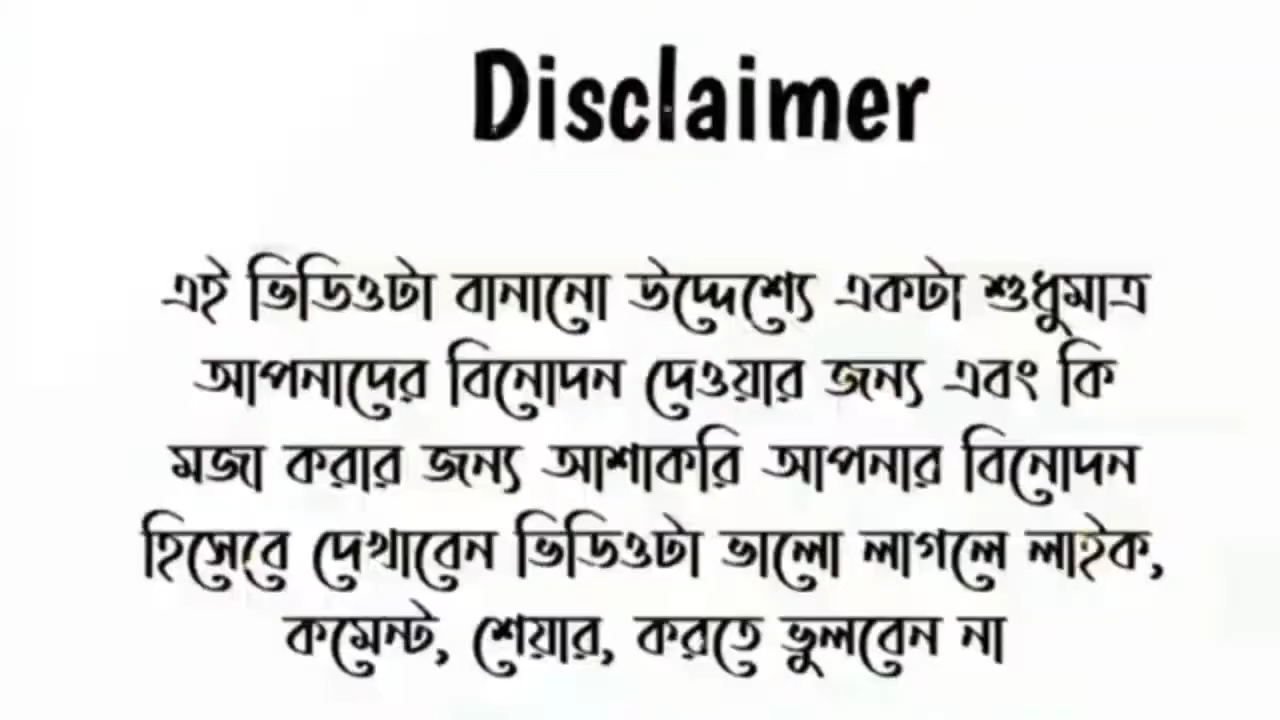 Disclaimer
এই ভিডিওটা বানানো উদ্দেশ্যে একটা শুধুমাত্র
আপনাদের বিনোদন দেওয়ার জন্য এবং কি
মজা করার জন্য আশাকরি আপনার বিনোদন
হিসেবে দেখাবেন ভিডিওটা ভালো লাগলে লাইক,
কমেন্ট, শেয়ার, করতে ভুলবেন না